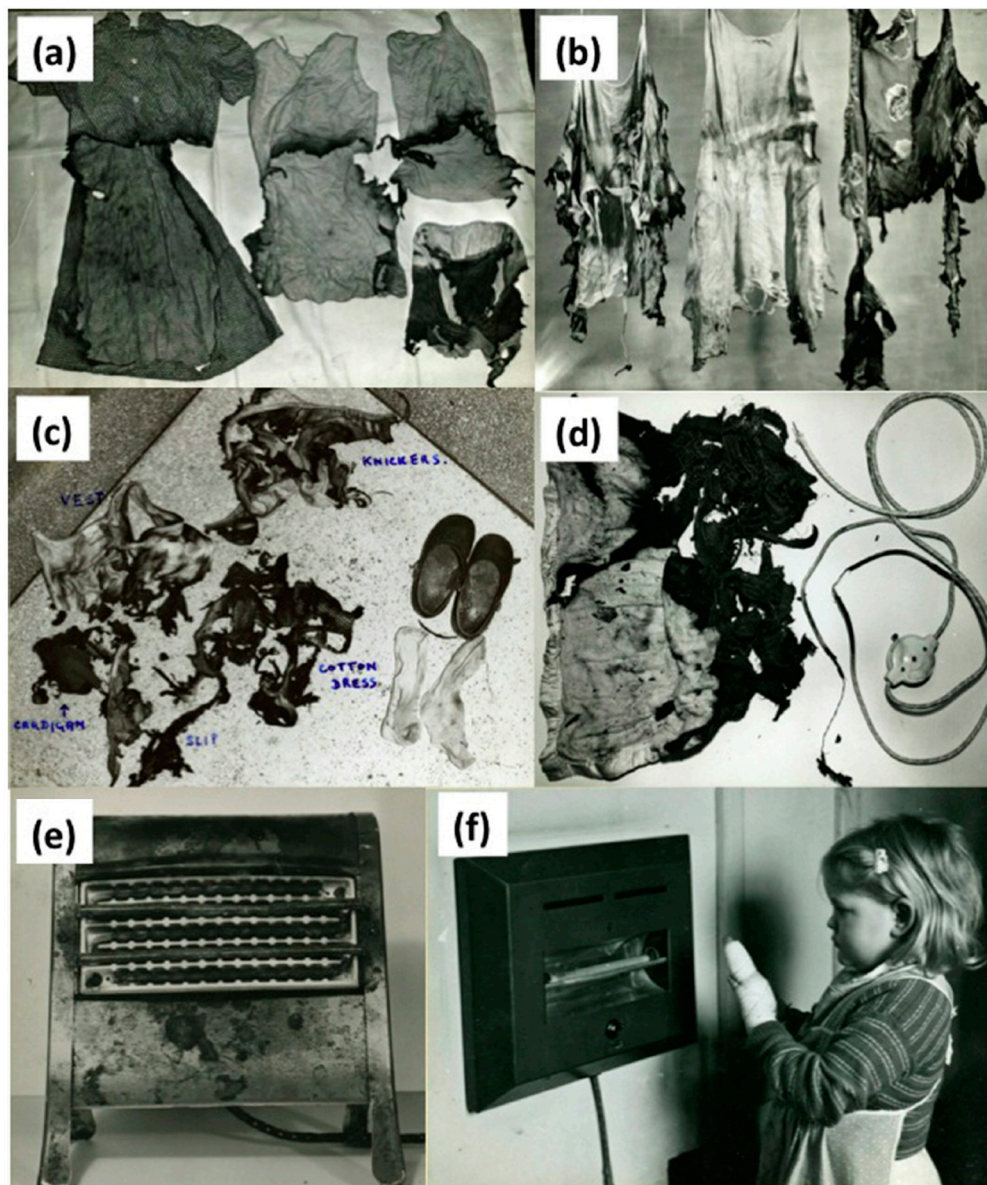 (a)
(b)
(c)
KNICKERS.
VEST
COTTON
DRESS
↑
CARDIGAN
SLIP
(d)
(e)
(f)